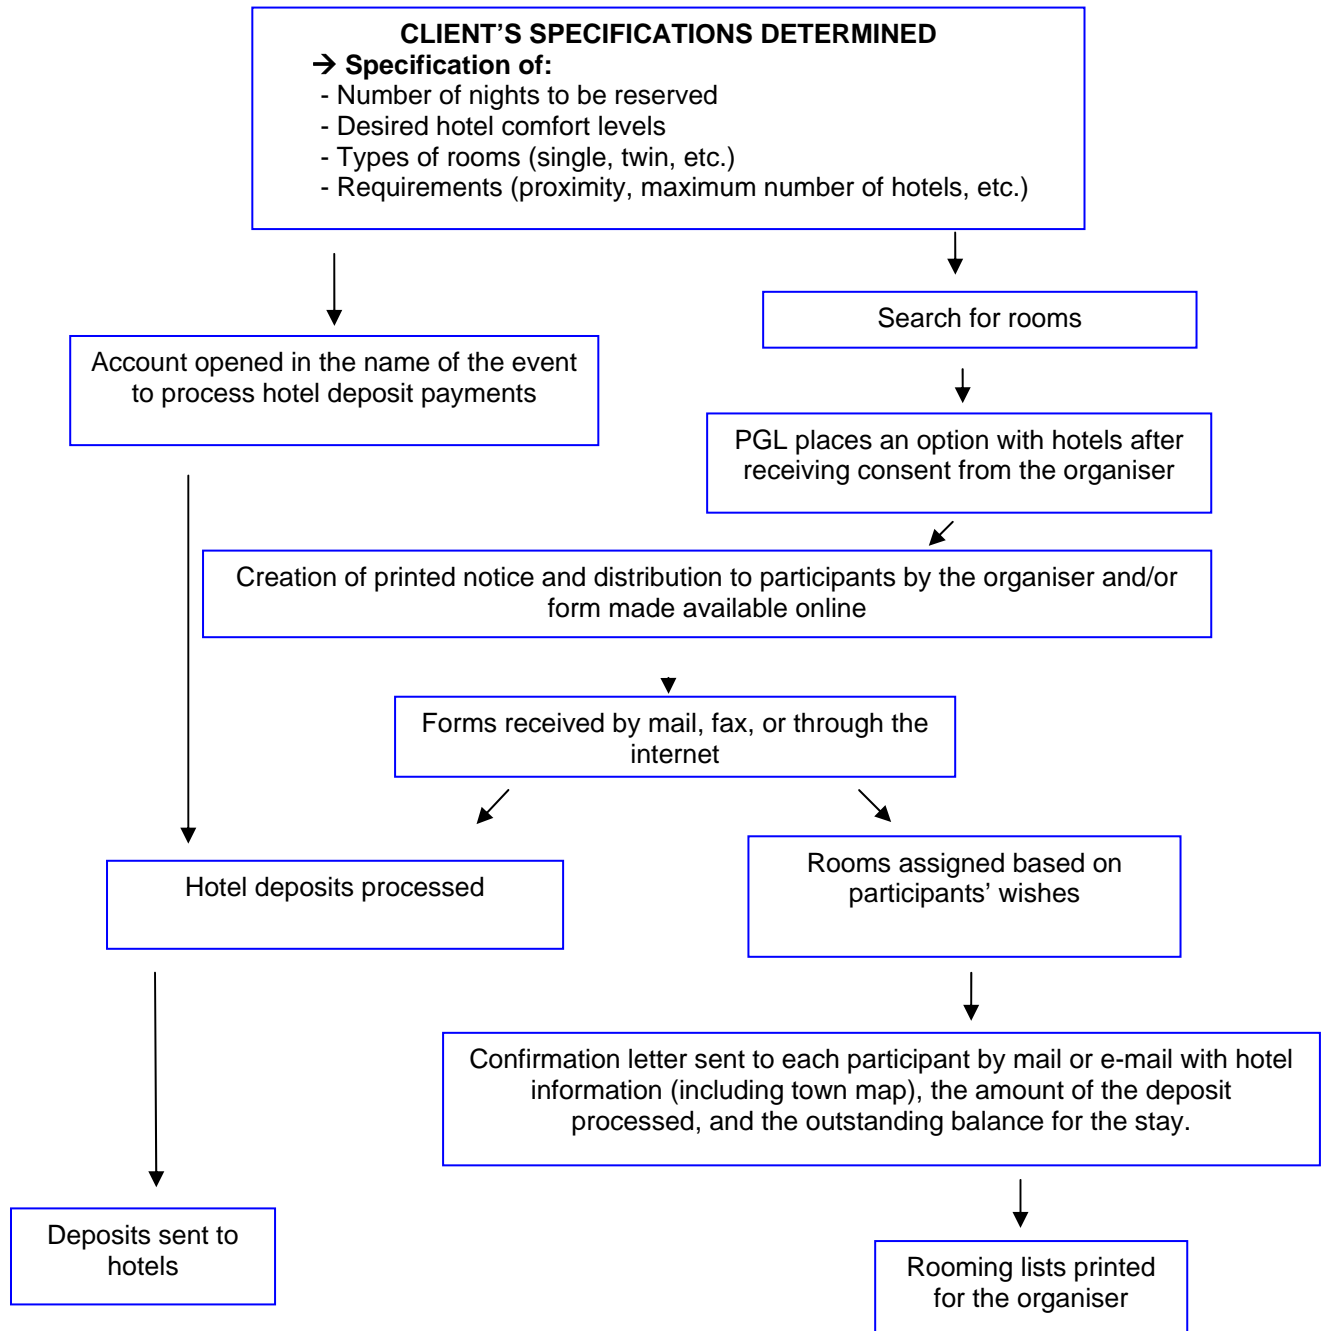 CLIENT’S SPECIFICATIONS DETERMINED
→ Specification of:
- Number of nights to be reserved
- Desired hotel comfort levels
- Types of rooms (single, twin, etc.)
- Requirements (proximity, maximum number of hotels, etc.)
Search for rooms
Account opened in the name of the event
to process hotel deposit payments
PGL places an option with hotels after
receiving consent from the organiser
Creation of printed notice and distribution to participants by the organiser and/or
form made available online
Forms received by mail, fax, or through the
internet
Hotel deposits processed
Rooms assigned based on
participants’ wishes
Confirmation letter sent to each participant by mail or e-mail with hotel
information (including town map), the amount of the deposit
processed, and the outstanding balance for the stay.
Deposits sent to
hotels
Rooming lists printed
for the organiser